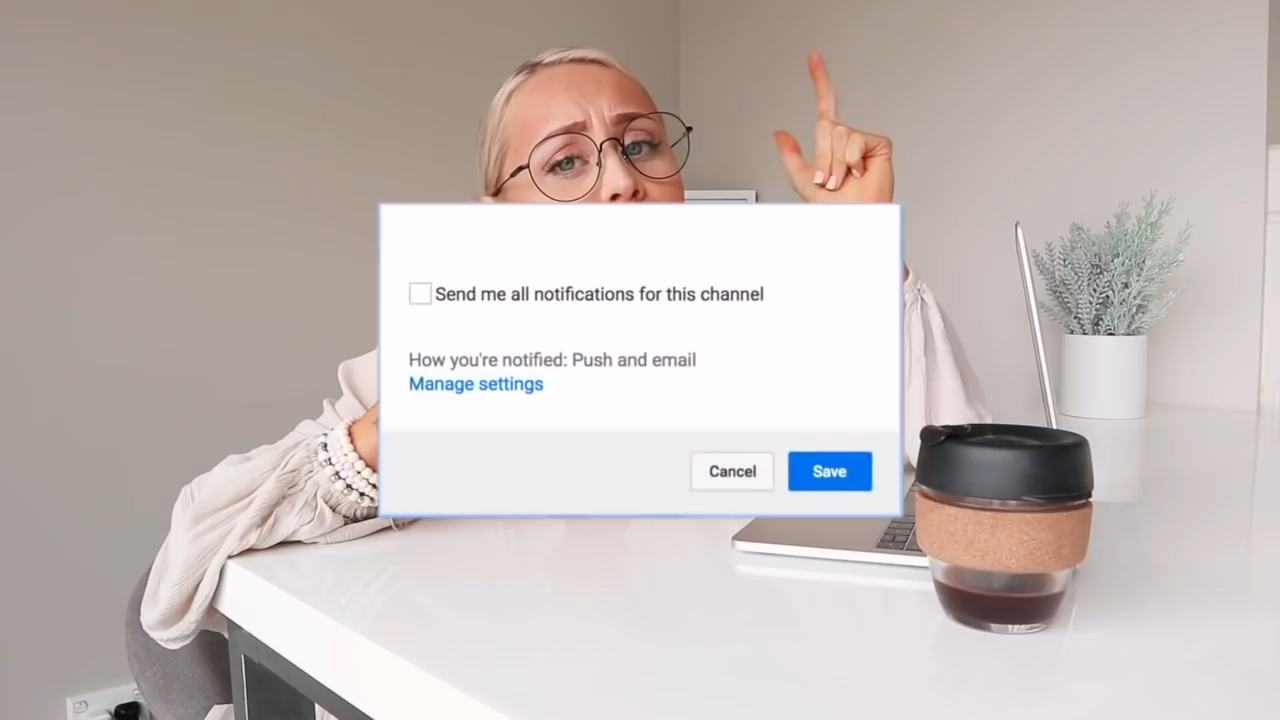 Send me all notifications for this channel
How you're notified: Push and email
Manage settings
Cancel
Save